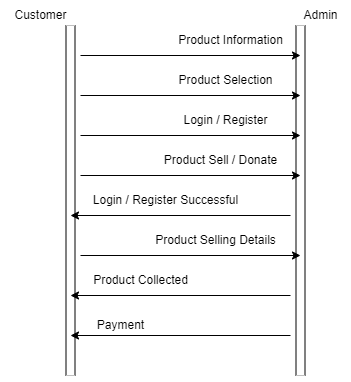 Customer
Admin
Product Information
Product Selection
Login / Register
Product Sell / Donate
Login / Register Successful
Product Selling Details
Product Collected
Payment